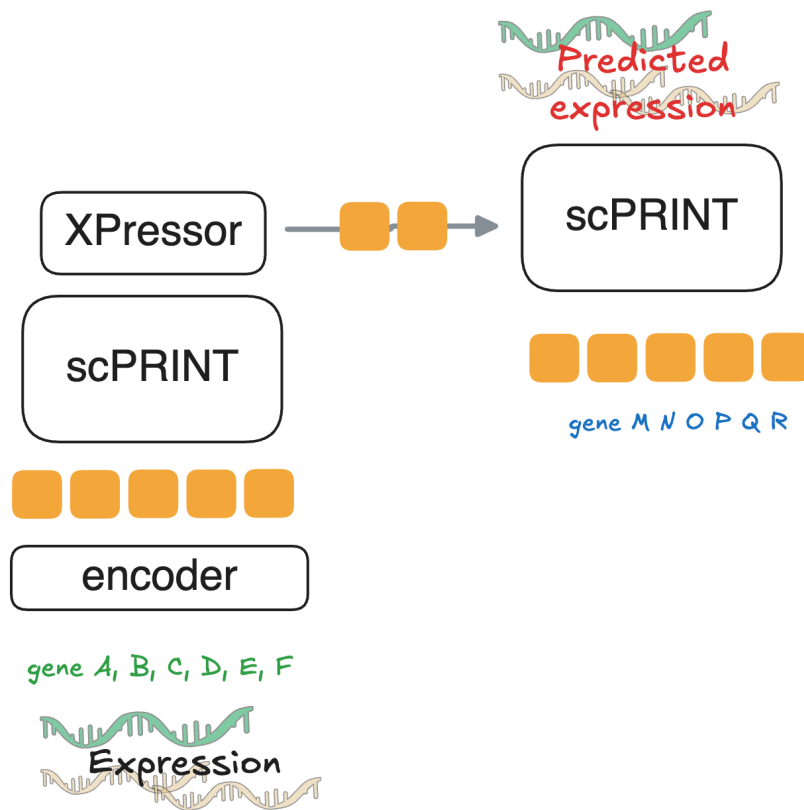 Predicted
expression
XPressor
scPRINT
scPRINT
gene M N O P Q R
encoder
gene A, B, C, D, E, F
Expression